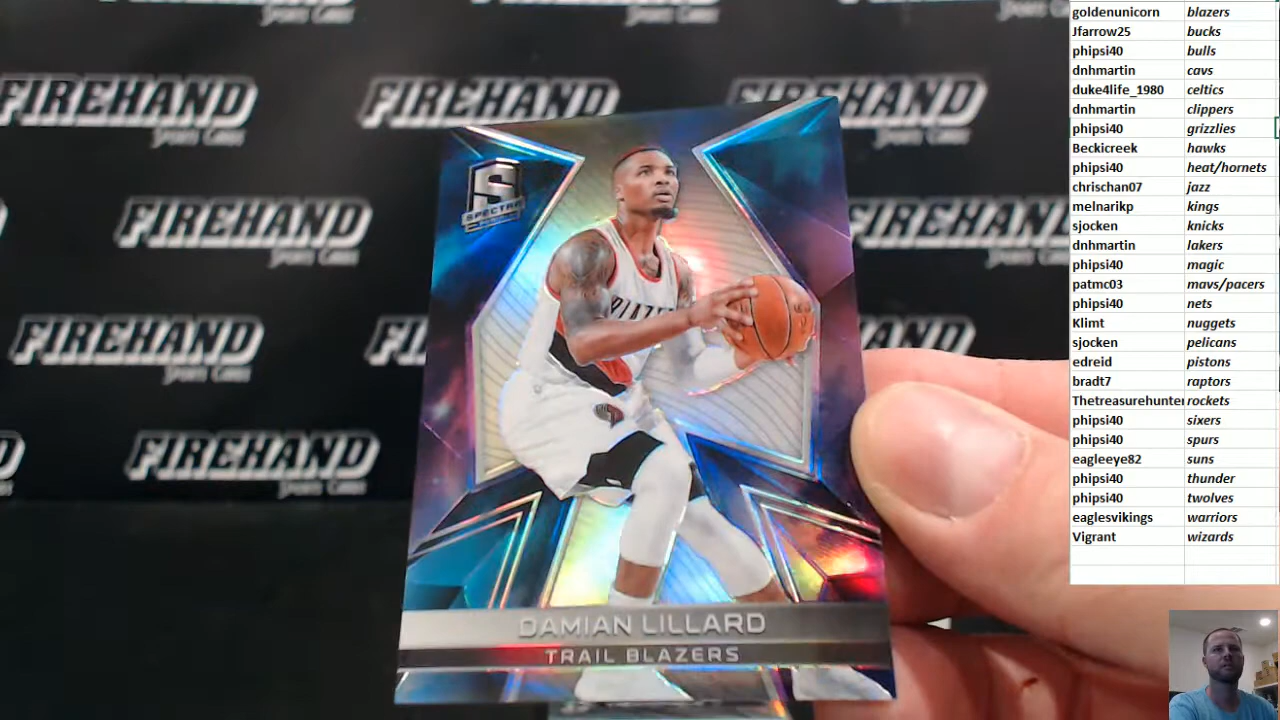 FIREHAND
FIREHAND
SPORTS CARDS
FIREHAND
FIREHAND
FIREHAND
FIREHAND
FIREHAND
FIREHAND
S
SPECTRA
BLAZERS
DAMIAN LILLARD
TRAIL BLAZERS
goldenunicorn blazers
Jfarrow25 bucks
phipsi40 bulls
dnhmartin cavs
duke4life_1980 celtics
dnhmartin clippers
phipsi40 grizzlies
Beckicreek hawks
phipsi40 heat/hornets
chrischan07 jazz
melnarikp kings
sjocken knicks
dnhmartin lakers
phipsi40 magic
patmc03 mavs/pacers
phipsi40 nets
Klimt nuggets
sjocken pelicans
edreid pistons
bradt7 raptors
Thetreasurehunter rockets
phipsi40 sixers
phipsi40 spurs
eagleeye82 suns
phipsi40 thunder
phipsi40 twolves
eaglesvikings warriors
Vigrant wizards